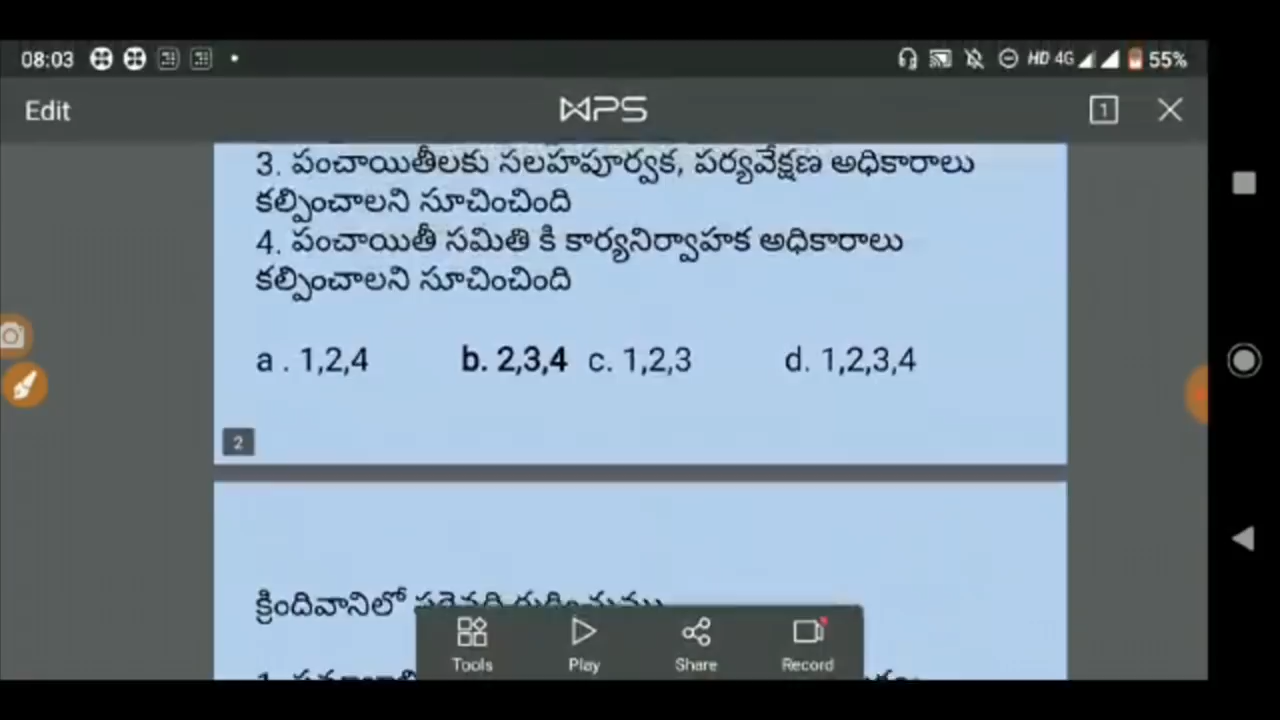 08:03
HD 4G 55%
Edit
WPS
1
3. పంచాయితీలకు సలహపూర్వక, పర్యవేక్షణ అధికారాలు
కల్పించాలని సూచించింది
4. పంచాయితీ సమితి కి కార్యనిర్వాహక అధికారాలు
కల్పించాలని సూచించింది
a . 1,2,4 b. 2,3,4 c. 1,2,3 d. 1,2,3,4
2
క్రిందివానిలో
Tools Play Share Record